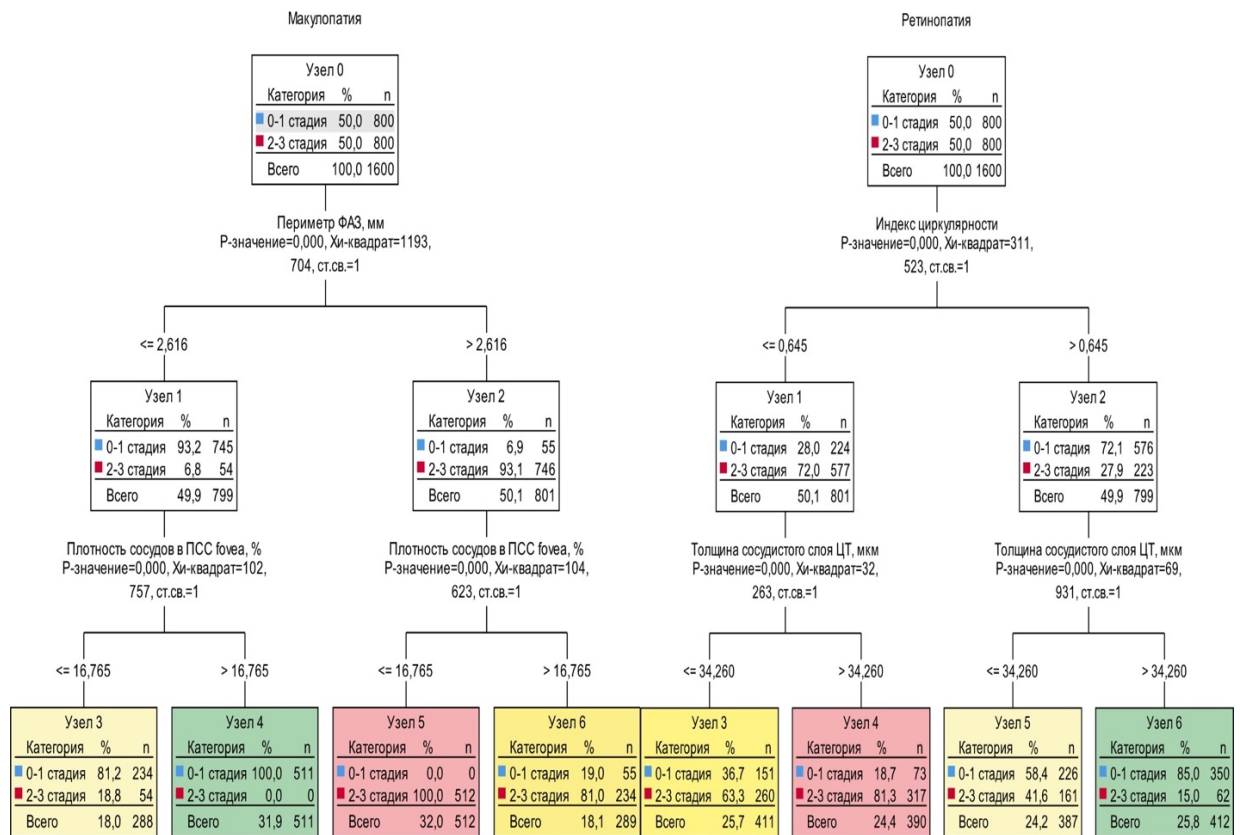 Макулопатия
Узел 0
Категория % n
0-1 стадия 50,0 800
2-3 стадия 50,0 800
Всего 100,0 1600
Периметр ФАЗ, мм
Р-значение=0,000, Хи-квадрат=1193,
704, ст.св.=1
<= 2,616
> 2,616
Узел 1
Категория % n
0-1 стадия 93,2 745
2-3 стадия 6,8 54
Всего 49,9 799
Узел 2
Категория % n
0-1 стадия 6,9 55
2-3 стадия 93,1 746
Всего 50,1 801
Плотность сосудов в ПСС fovea, %
Р-значение=0,000, Хи-квадрат=102,
757, ст.св.=1
Плотность сосудов в ПСС fovea, %
Р-значение=0,000, Хи-квадрат=104,
623, ст.св.=1
<= 16,765
> 16,765
<= 16,765
> 16,765
Узел 3
Категория % n
0-1 стадия 81,2 234
2-3 стадия 18,8 54
Всего 18,0 288
Узел 4
Категория % n
0-1 стадия 100,0 511
2-3 стадия 0,0 0
Всего 31,9 511
Узел 5
Категория % n
0-1 стадия 0,0 0
2-3 стадия 100,0 512
Всего 32,0 512
Узел 6
Категория % n
0-1 стадия 19,0 55
2-3 стадия 81,0 234
Всего 18,1 289
Ретинопатия
Узел 0
Категория % n
0-1 стадия 50,0 800
2-3 стадия 50,0 800
Всего 100,0 1600
Индекс циркулярности
Р-значение=0,000, Хи-квадрат=311,
523, ст.св.=1
<= 0,645
> 0,645
Узел 1
Категория % n
0-1 стадия 28,0 224
2-3 стадия 72,0 577
Всего 50,1 801
Узел 2
Категория % n
0-1 стадия 72,1 576
2-3 стадия 27,9 223
Всего 49,9 799
Толщина сосудистого слоя ЦТ, мкм
Р-значение=0,000, Хи-квадрат=32,
263, ст.св.=1
Толщина сосудистого слоя ЦТ, мкм
Р-значение=0,000, Хи-квадрат=69,
931, ст.св.=1
<= 34,260
> 34,260
<= 34,260
> 34,260
Узел 3
Категория % n
0-1 стадия 36,7 151
2-3 стадия 63,3 260
Всего 25,7 411
Узел 4
Категория % n
0-1 стадия 18,7 73
2-3 стадия 81,3 317
Всего 24,4 390
Узел 5
Категория % n
0-1 стадия 58,4 226
2-3 стадия 41,6 161
Всего 24,2 387
Узел 6
Категория % n
0-1 стадия 85,0 350
2-3 стадия 15,0 62
Всего 25,8 412